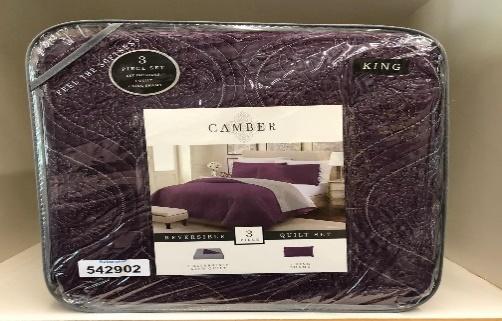 FEEL THE SOFTNESS
3
PIECE SET
KING
CAMBER
REVERSIBLE
3
PIECE
QUILT SET
542902